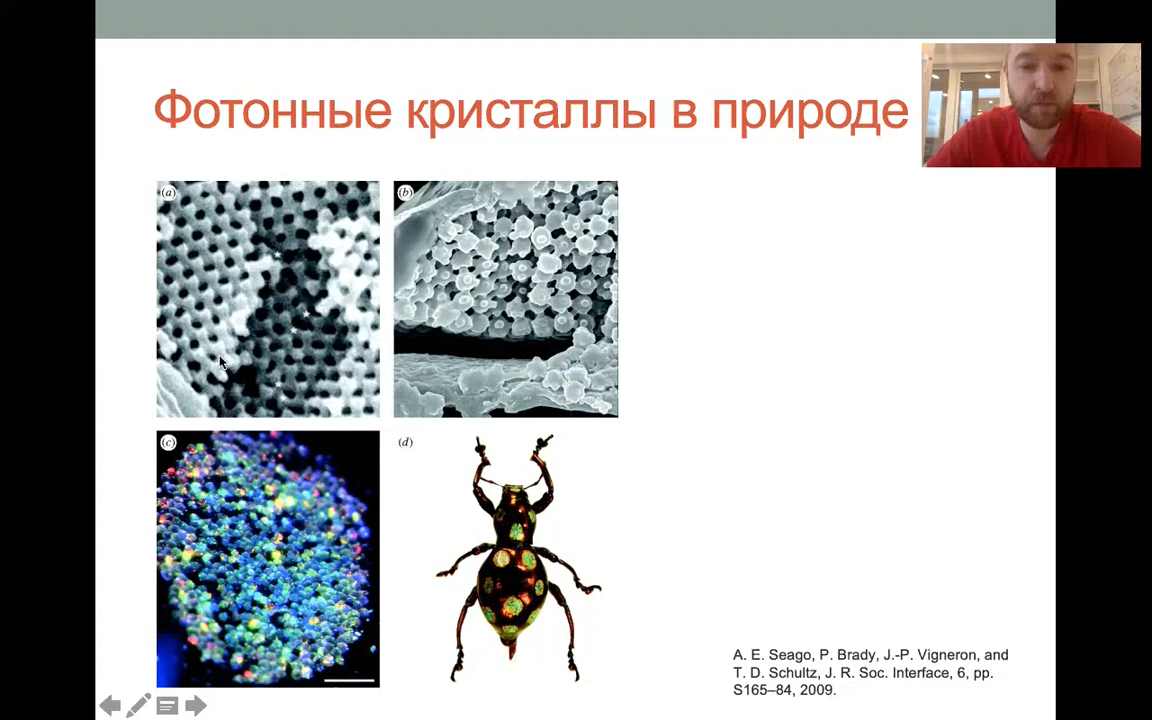 Фотонные кристаллы в природе
(a)
(b)
(c)
(d)
A. E. Seago, P. Brady, J.-P. Vigneron, and
T. D. Schultz, J. R. Soc. Interface, 6, pp.
S165–84, 2009.